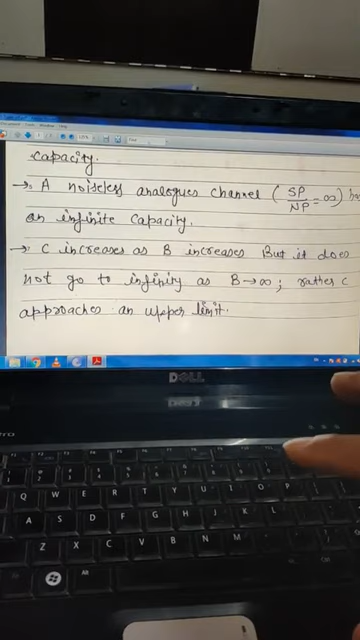 capacity.
→ A noiseless analogues channel ( SP/NP = ∞)
an infinite capacity.
→ C increases as B increases But it does
not go to infinity as B→∞; rather C
approaches an upper limit.
DELL
Q W E R T Y U I O P
A S D F G H J K L
Z X C V B N M
Alt